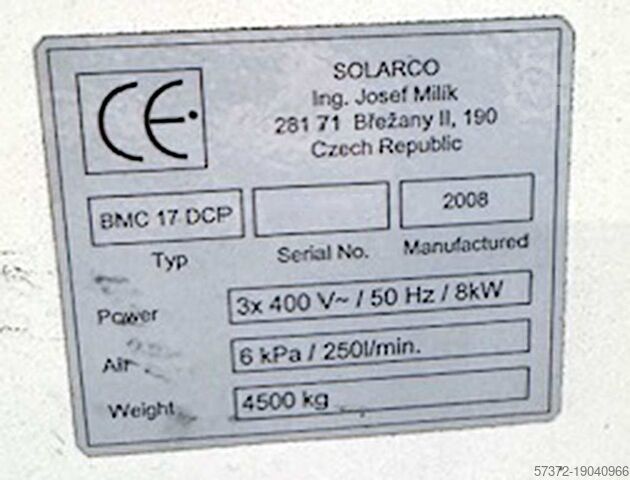 CE
SOLARCO
Ing. Josef Milík
281 71 Břežany II, 190
Czech Republic
BMC 17 DCP
2008
Typ
Serial No.
Manufactured
Power
3x 400 V~ / 50 Hz / 8kW
Air
6 kPa / 250l/min.
Weight
4500 kg
57372-19040966